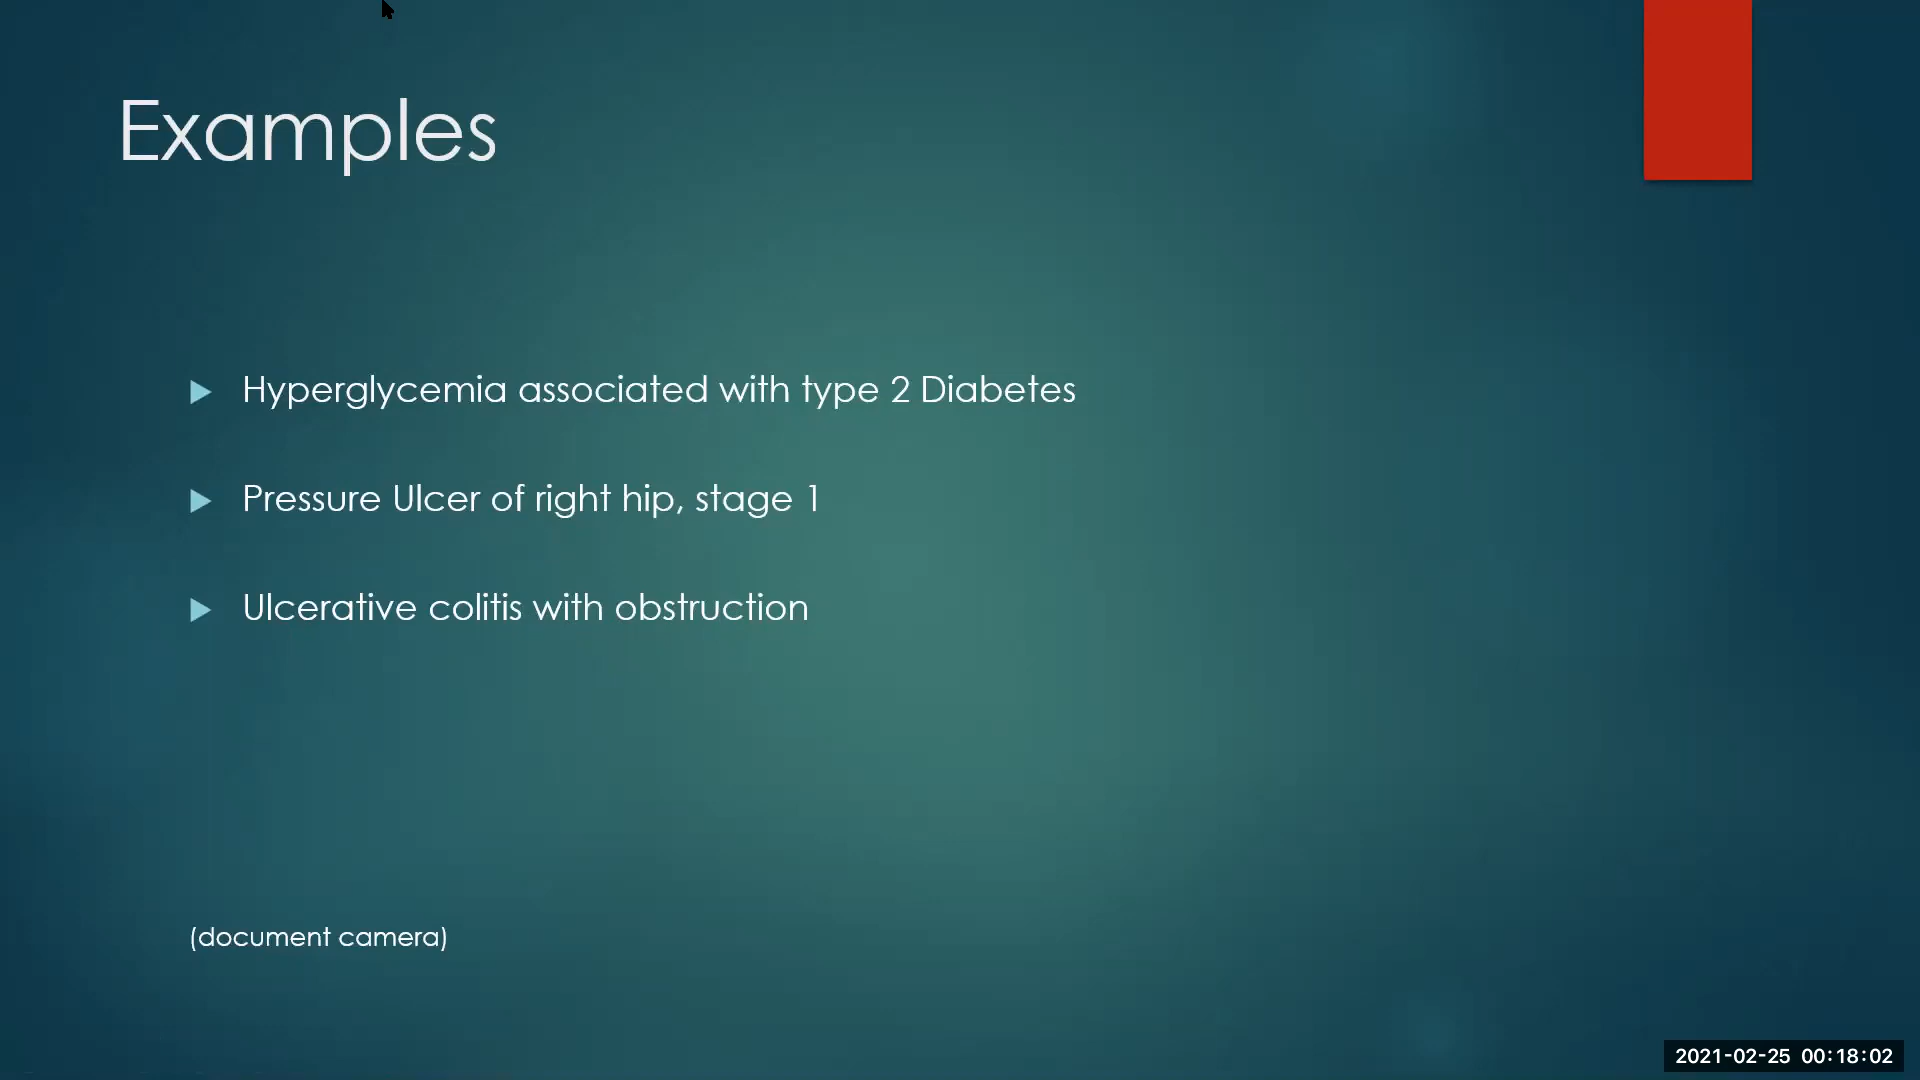 Examples
Hyperglycemia associated with type 2 Diabetes
Pressure Ulcer of right hip, stage 1
Ulcerative colitis with obstruction
(document camera)
2021-02-25 00:18:02